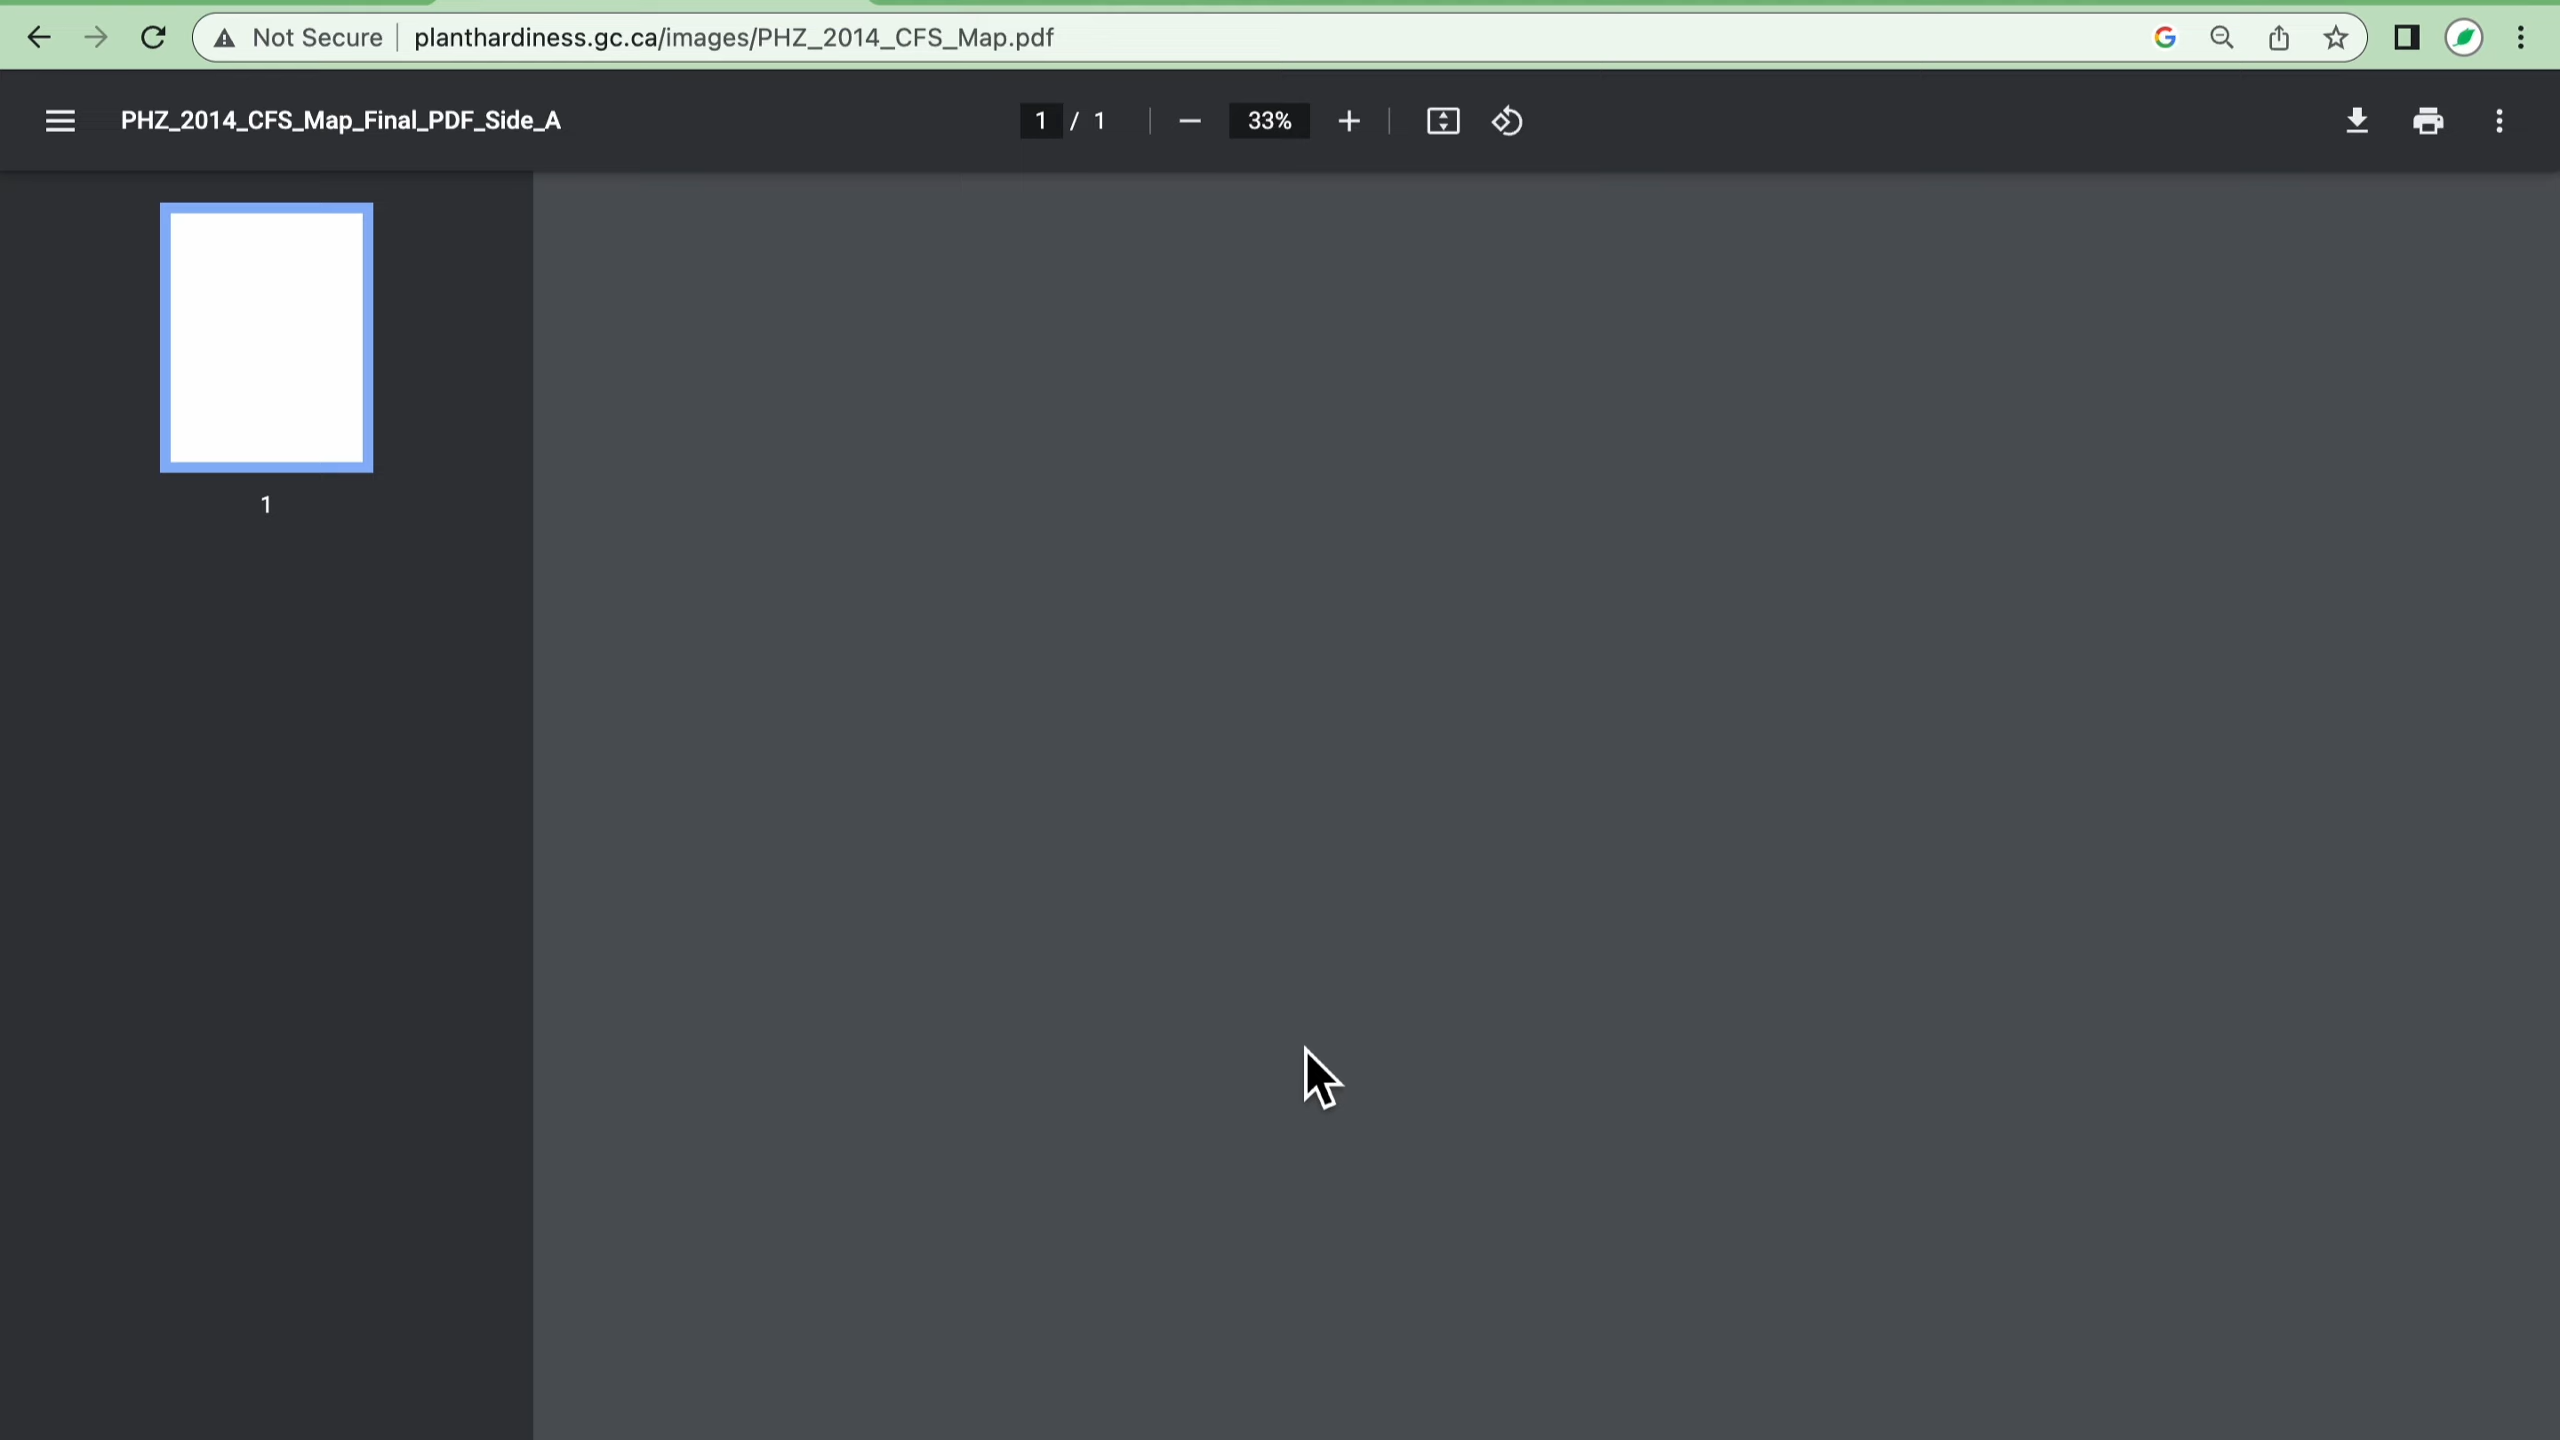 Not Secure planthardiness.gc.ca/images/PHZ_2014_CFS_Map.pdf
PHZ_2014_CFS_Map_Final_PDF_Side_A 1 / 1 33%
1